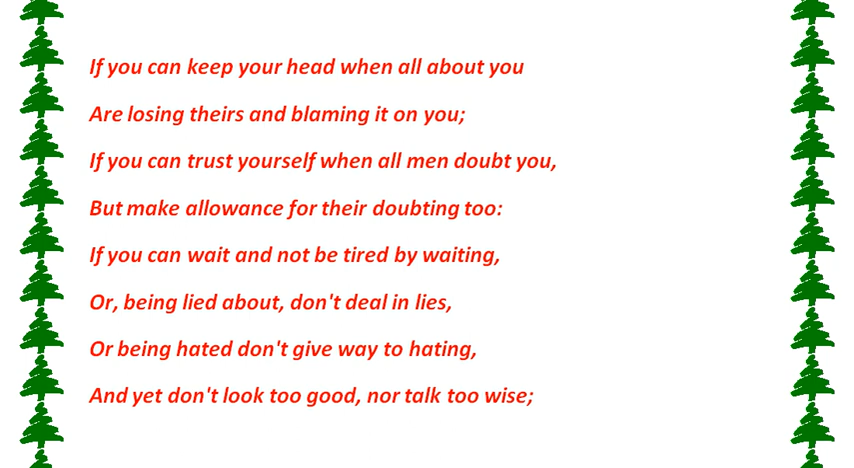 If you can keep your head when all about you
Are losing theirs and blaming it on you;
If you can trust yourself when all men doubt you,
But make allowance for their doubting too:
If you can wait and not be tired by waiting,
Or, being lied about, don't deal in lies,
Or being hated don't give way to hating,
And yet don't look too good, nor talk too wise;